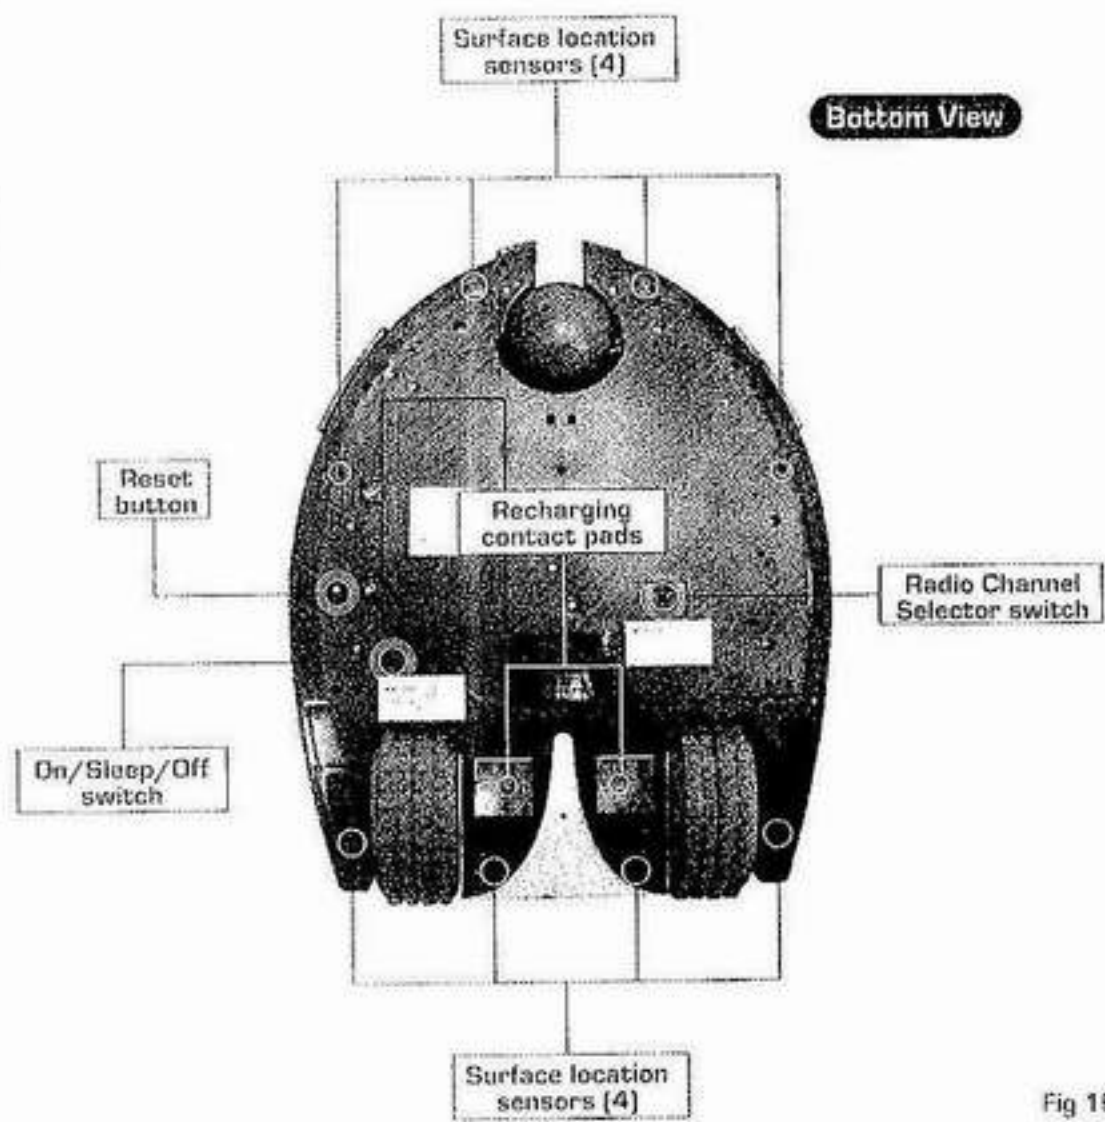 Surface location
sensors (4)
Bottom View
Reset
button
Recharging
contact pads
Radio Channel
Selector switch
On/Sleep/Off
switch
Surface location
sensors (4)
Fig